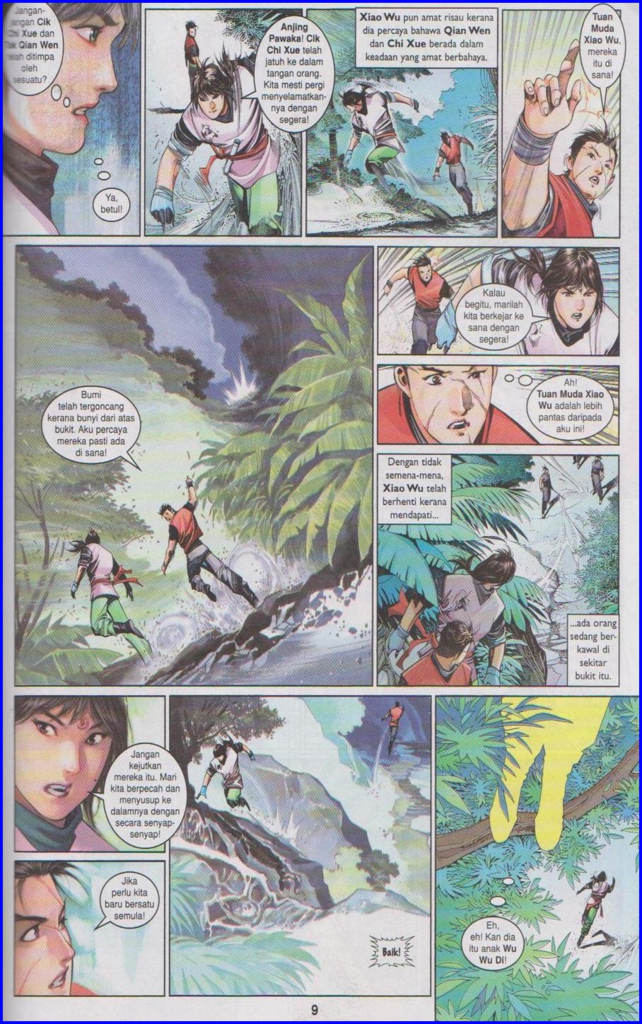 Jangan-
jangan Cik
Chi Xue dan
Tuk Qian Wen
telah ditimpa
oleh
sesuatu?
Ya,
betul!
Anjing
Pawaka! Cik
Chi Xue telah
jatuh ke dalam
tangan orang.
Kita mesti pergi
menyelamatkan-
nya dengan
segera!
Xiao Wu pun amat risau kerana
dia percaya bahawa Qian Wen
dan Chi Xue berada dalam
keadaan yang amat berbahaya.
Tuan
Muda
Xiao Wu,
mereka
itu di
sana!
Bumi
telah tergoncang
kerana bunyi dari atas
bukit. Aku percaya
mereka pasti ada
di sana!
Kalau
begitu, marilah
kita berkejar ke
sana dengan
segera!
Ah!
Tuan Muda Xiao
Wu adalah lebih
pantas daripada
aku ini!
Dengan tidak
semena-mena,
Xiao Wu telah
berhenti kerana
mendapati...
...ada orang
sedang ber-
kawal di
sekitar
bukit itu.
Jangan
kejutkan
mereka itu. Mari
kita berpecah dan
menyusup ke
dalamnya dengan
secara senyap-
senyap!
Jika
perlu kita
baru bersatu
semula!
Baik!
Eh,
eh! Kan dia
itu anak Wu
Wu Di!
9